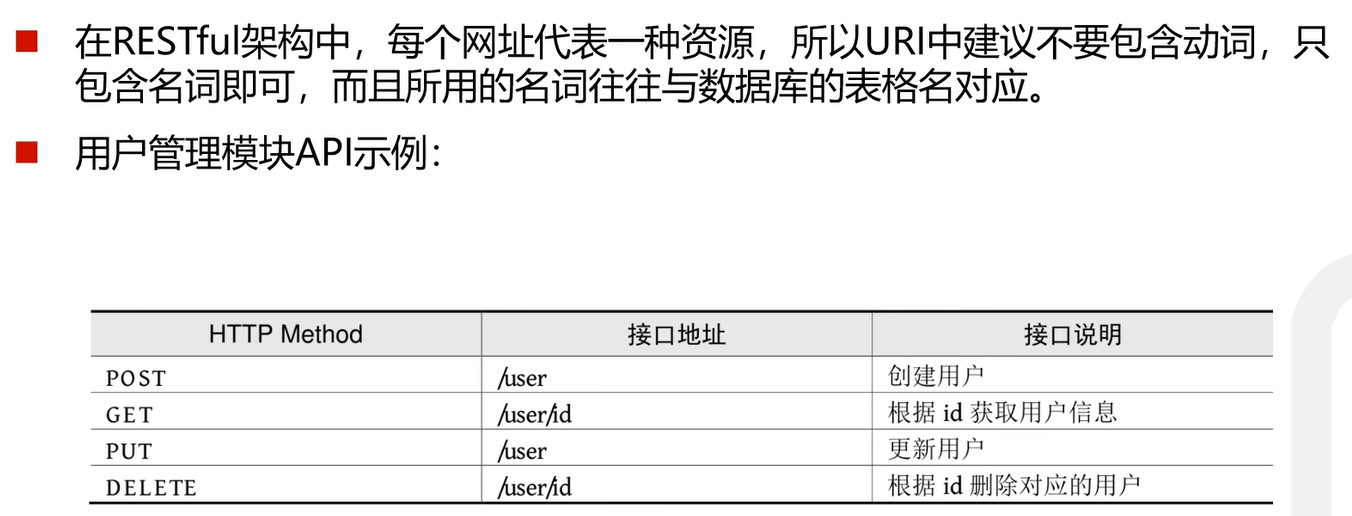 在RESTful架构中，每个网址代表一种资源，所以URI中建议不要包含动词，只
包含名词即可，而且所用的名词往往与数据库的表格名对应。
用户管理模块API示例：
HTTP Method 接口地址 接口说明
POST /user 创建用户
GET /user/id 根据 id 获取用户信息
PUT /user 更新用户
DELETE /user/id 根据 id 删除对应的用户